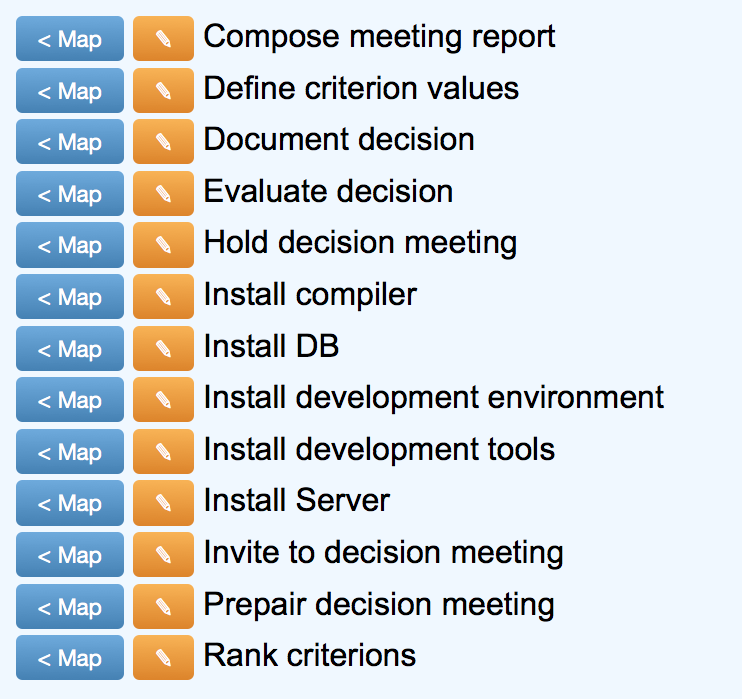 < Map ✎ Compose meeting report
< Map ✎ Define criterion values
< Map ✎ Document decision
< Map ✎ Evaluate decision
< Map ✎ Hold decision meeting
< Map ✎ Install compiler
< Map ✎ Install DB
< Map ✎ Install development environment
< Map ✎ Install development tools
< Map ✎ Install Server
< Map ✎ Invite to decision meeting
< Map ✎ Prepair decision meeting
< Map ✎ Rank criterions